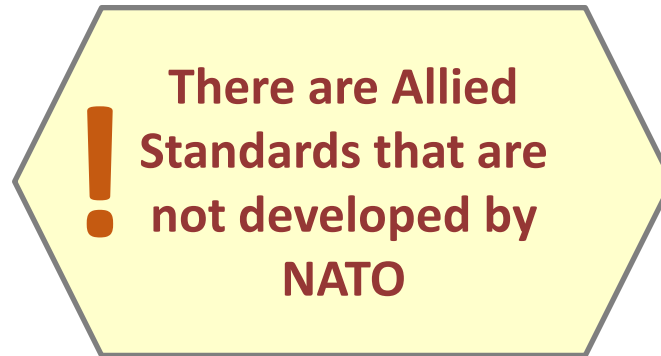 !
There are Allied
Standards that are
not developed by
NATO